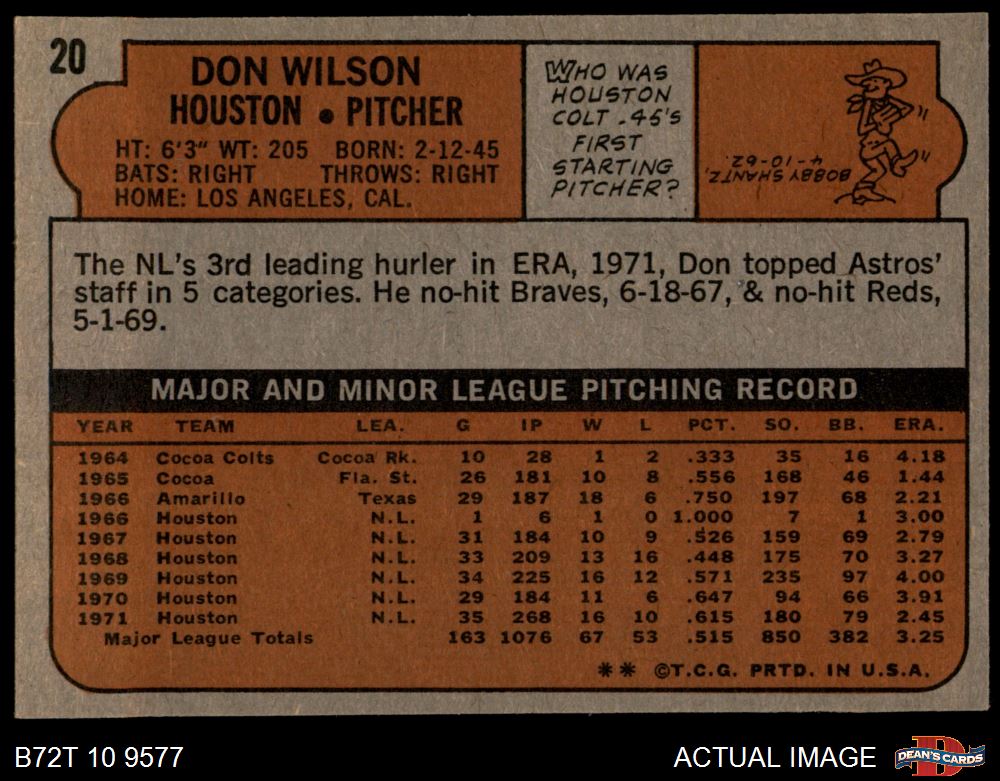 20
DON WILSON
HOUSTON • PITCHER
HT: 6'3" WT: 205 BORN: 2-12-45
BATS: RIGHT THROWS: RIGHT
HOME: LOS ANGELES, CAL.
WHO WAS
HOUSTON
COLT .45'S
FIRST
STARTING
PITCHER?
BOBBY SHANTZ,
4-10-62
The NL's 3rd leading hurler in ERA, 1971, Don topped Astros'
staff in 5 categories. He no-hit Braves, 6-18-67, & no-hit Reds,
5-1-69.
MAJOR AND MINOR LEAGUE PITCHING RECORD
YEAR TEAM LEA. G IP W L PCT. SO. BB. ERA.
1964 Cocoa Colts Cocoa Rk. 10 28 1 2 .333 35 16 4.18
1965 Cocoa Fla. St. 26 181 10 8 .556 168 46 1.44
1966 Amarillo Texas 29 187 18 6 .750 197 68 2.21
1966 Houston N.L. 1 6 1 0 1.000 7 1 3.00
1967 Houston N.L. 31 184 10 9 .526 159 69 2.79
1968 Houston N.L. 33 209 13 16 .448 175 70 3.27
1969 Houston N.L. 34 225 16 12 .571 235 97 4.00
1970 Houston N.L. 29 184 11 6 .647 94 66 3.91
1971 Houston N.L. 35 268 16 10 .615 180 79 2.45
Major League Totals 163 1076 67 53 .515 850 382 3.25
** ©T.C.G. PRTD. IN U.S.A.
B72T 10 9577
ACTUAL IMAGE
D
DEAN'S CARDS